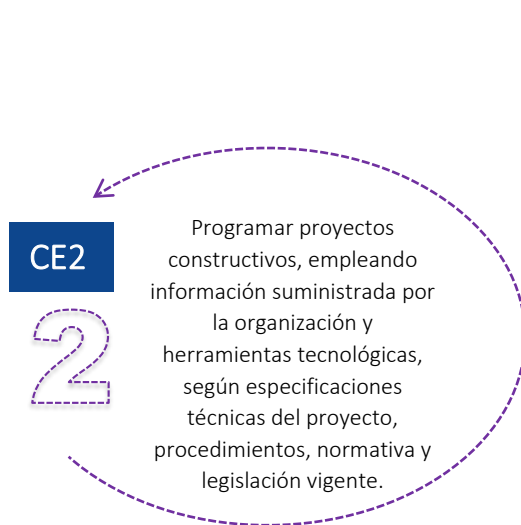 CE2
2
Programar proyectos
constructivos, empleando
información suministrada por
la organización y
herramientas tecnológicas,
según especificaciones
técnicas del proyecto,
procedimientos, normativa y
legislación vigente.